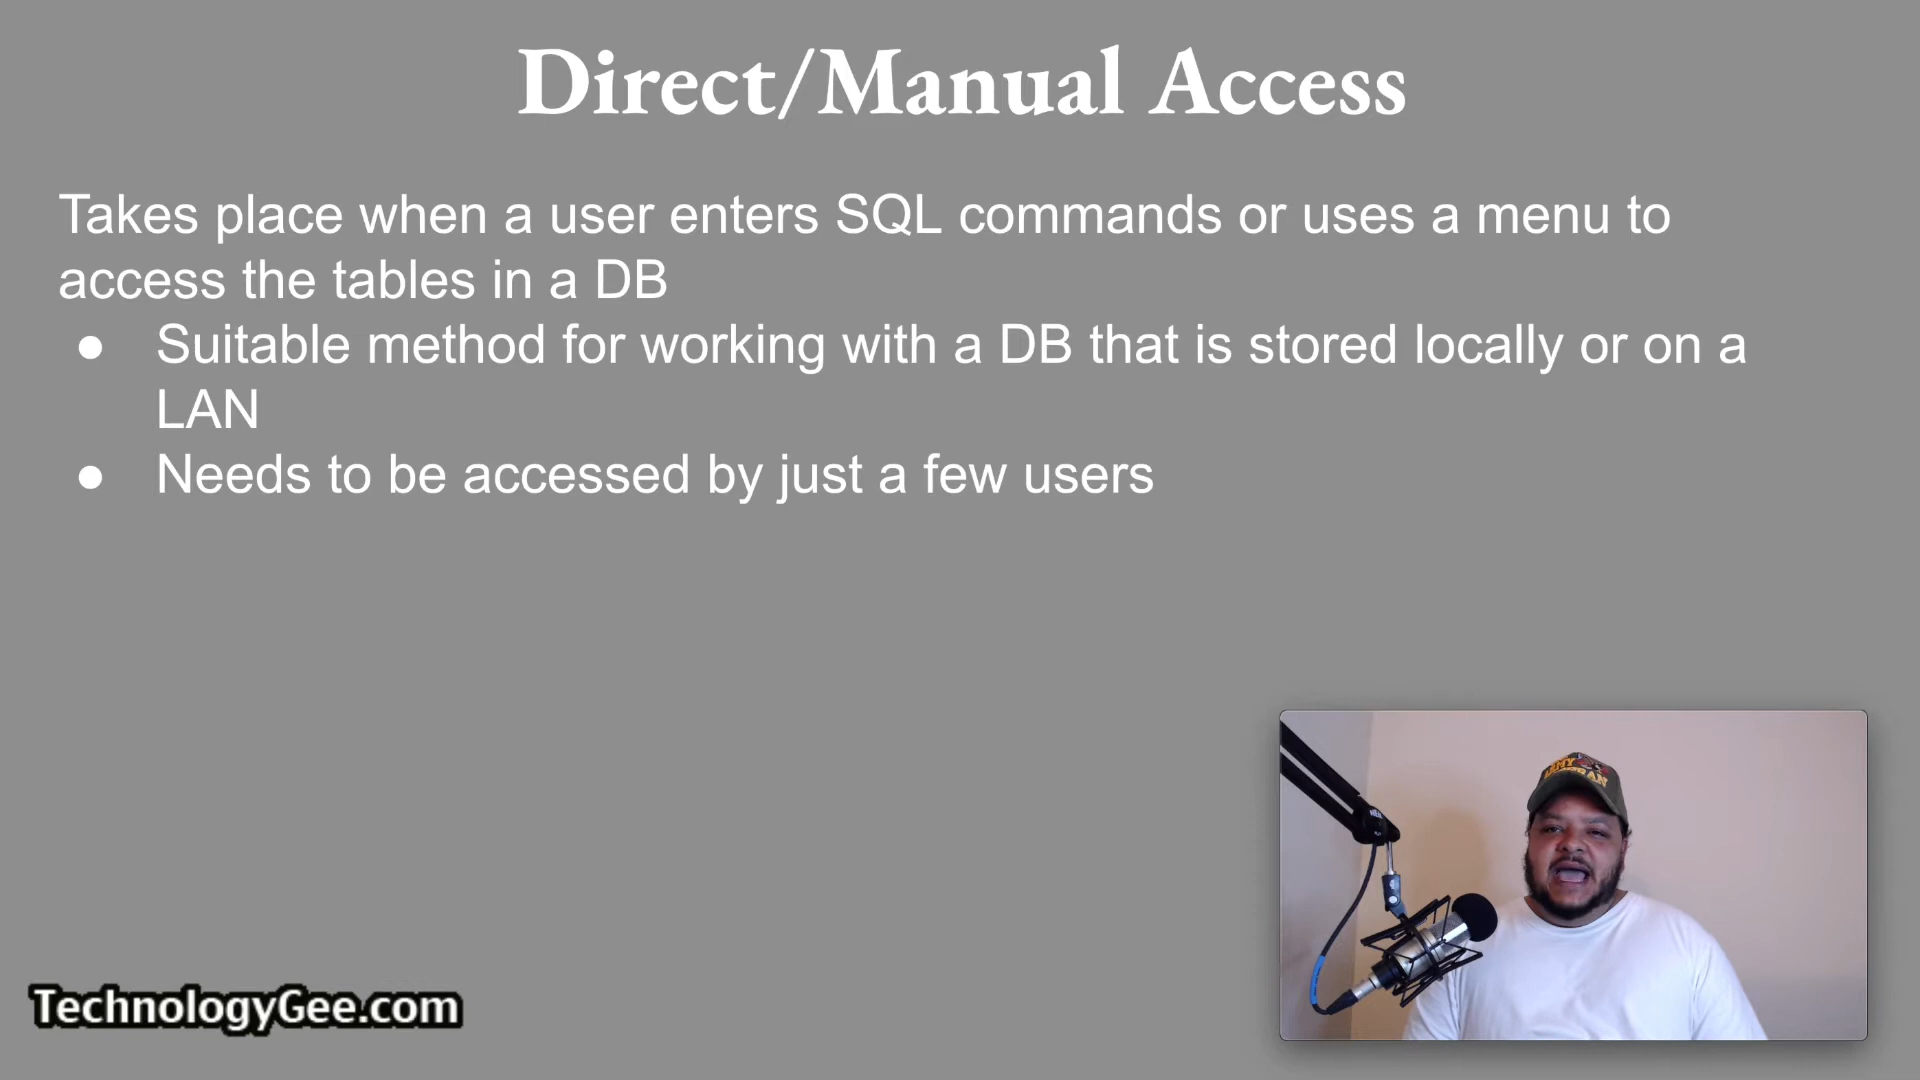 Direct/Manual Access
Takes place when a user enters SQL commands or uses a menu to
access the tables in a DB
● Suitable method for working with a DB that is stored locally or on a
LAN
● Needs to be accessed by just a few users
ARMY
TechnologyGee.com